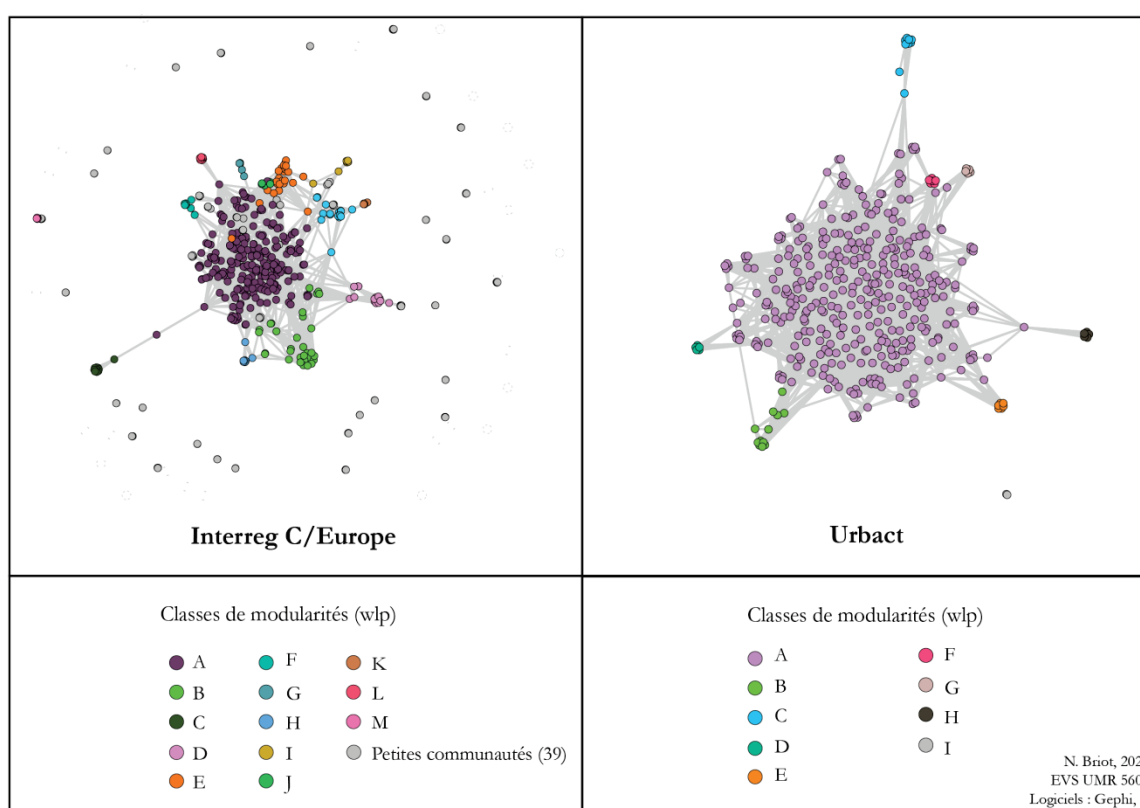 Interreg C/Europe
Urbact
Classes de modularités (wlp)
A
B
C
D
E
F
G
H
I
J
K
L
M
Petites communautés (39)
Classes de modularités (wlp)
A
B
C
D
E
F
G
H
I
N. Briot, 202
EVS UMR 560
Logiciels : Gephi,